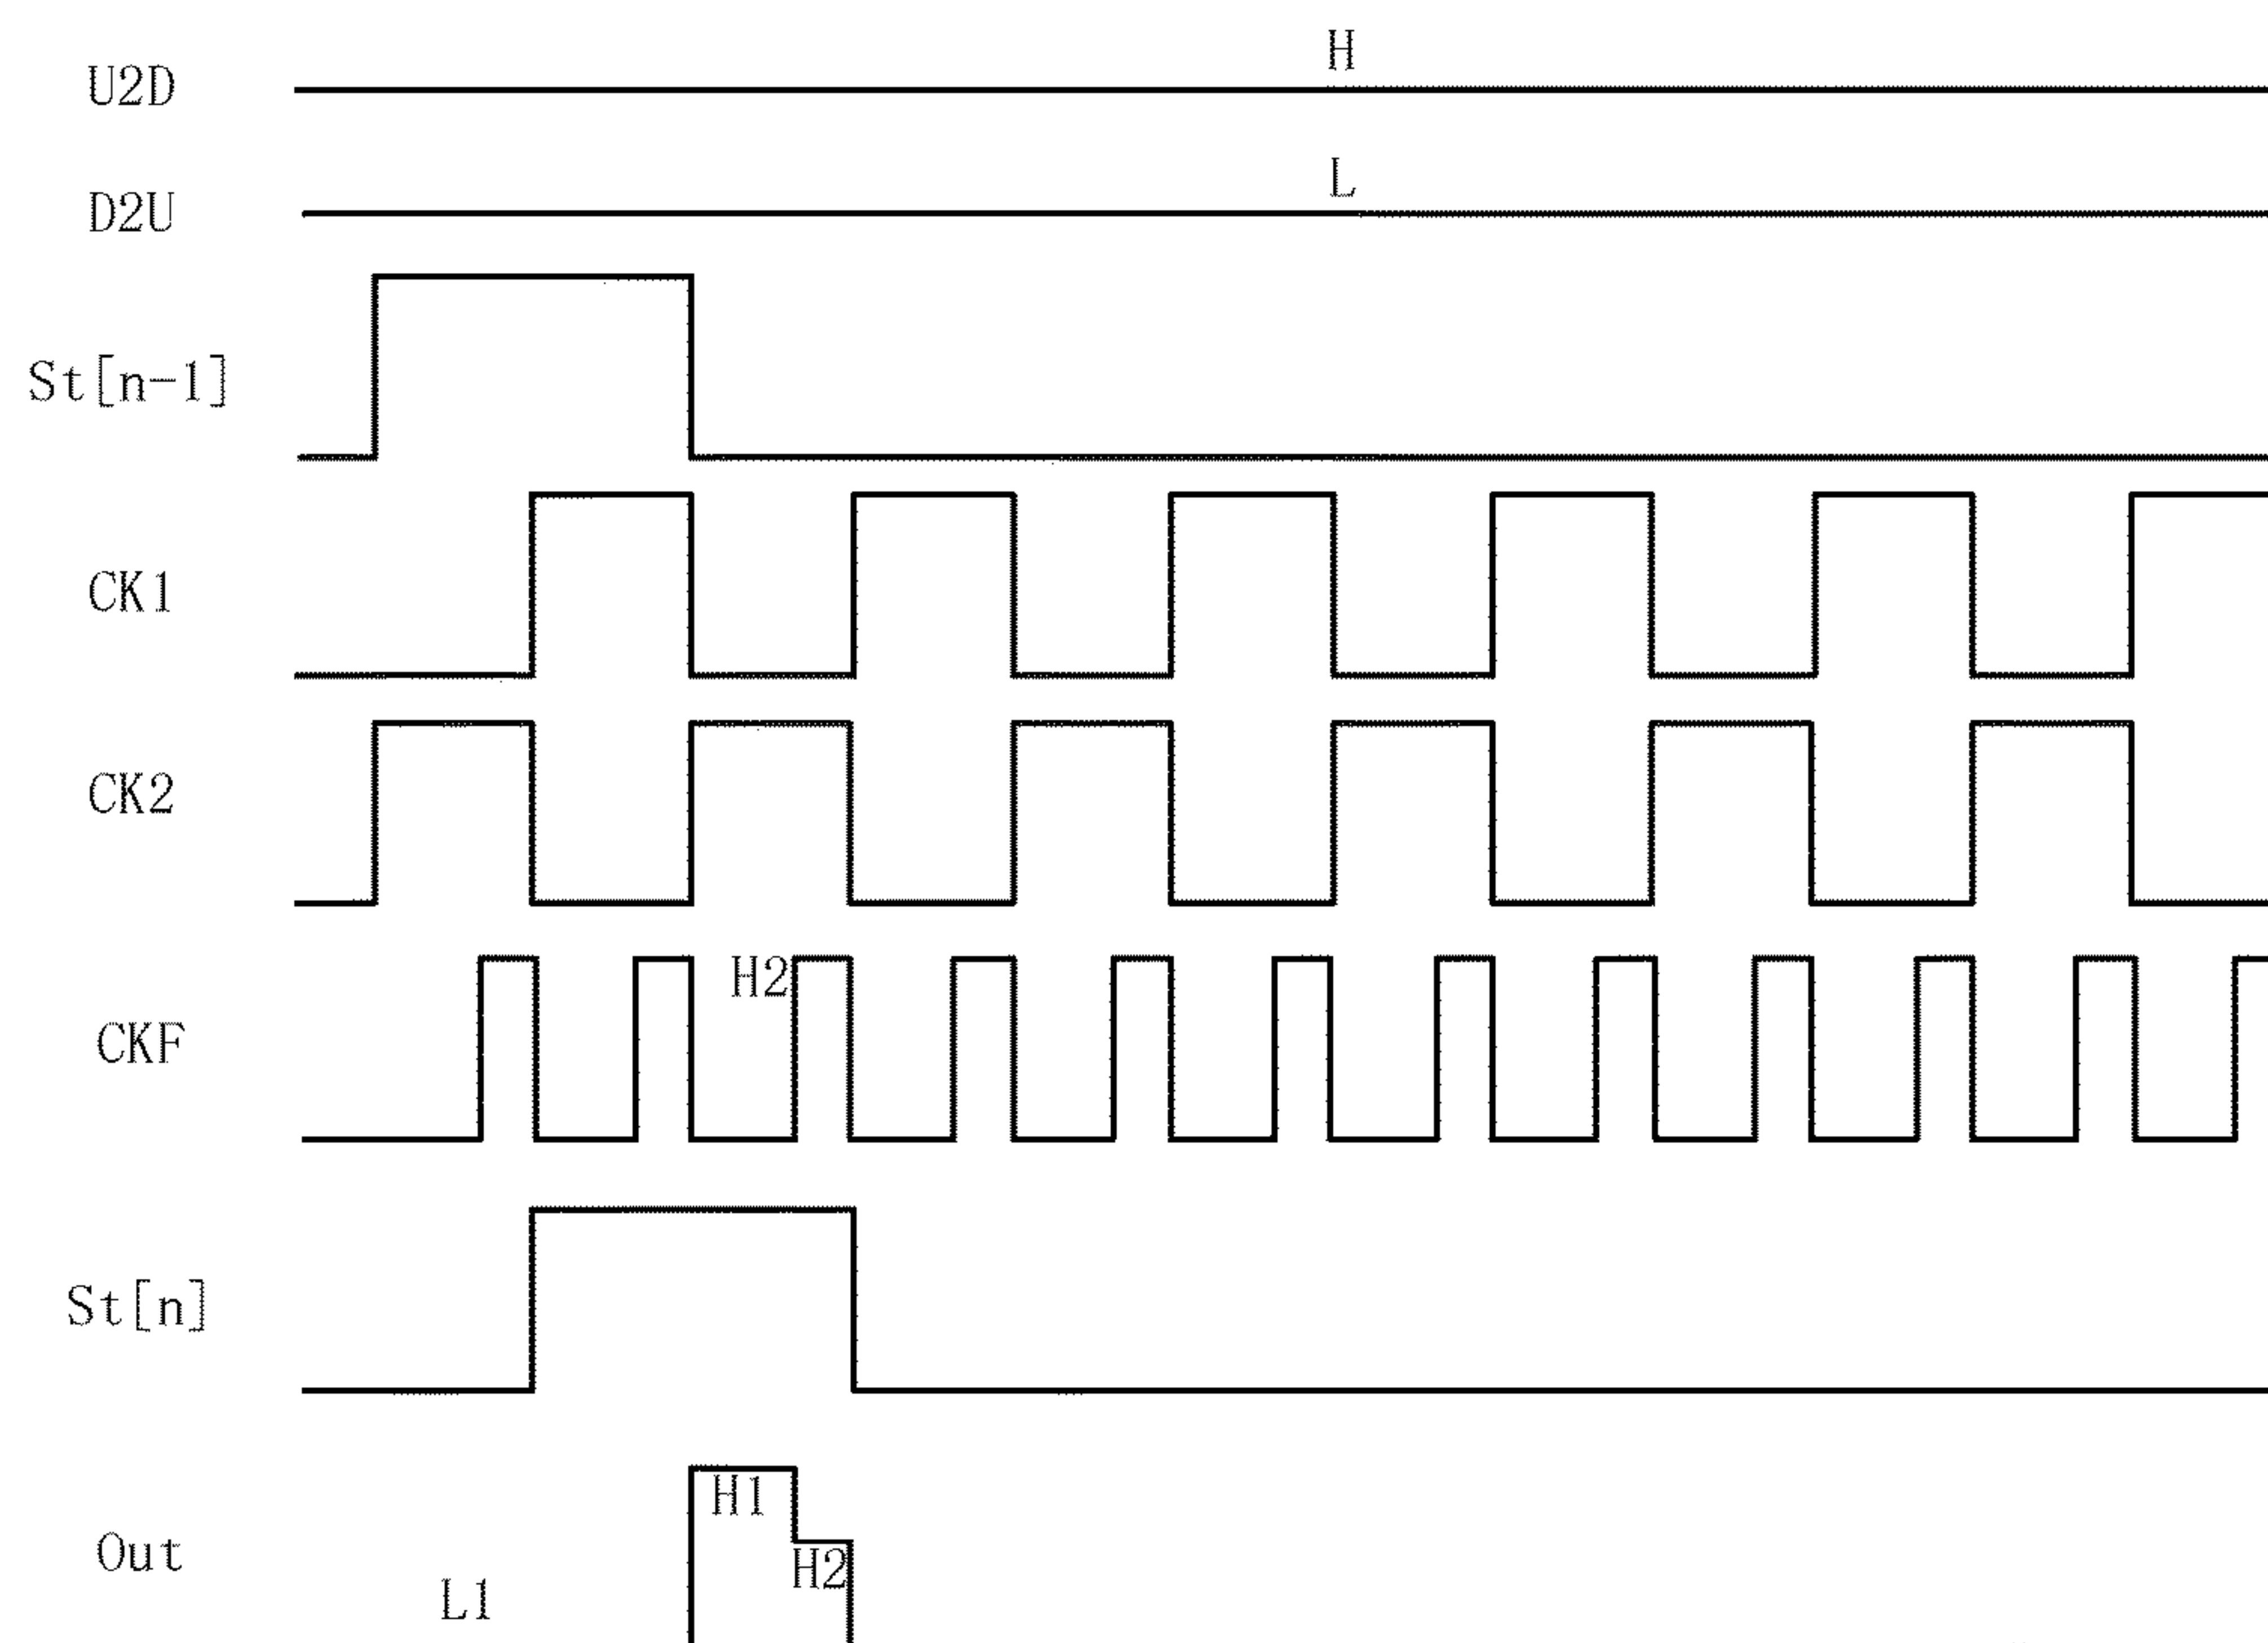 H
U2D
L
D2U
St[n-1]
CK1
CK2
H2
CKF
St[n]
H1
Out
H2
L1